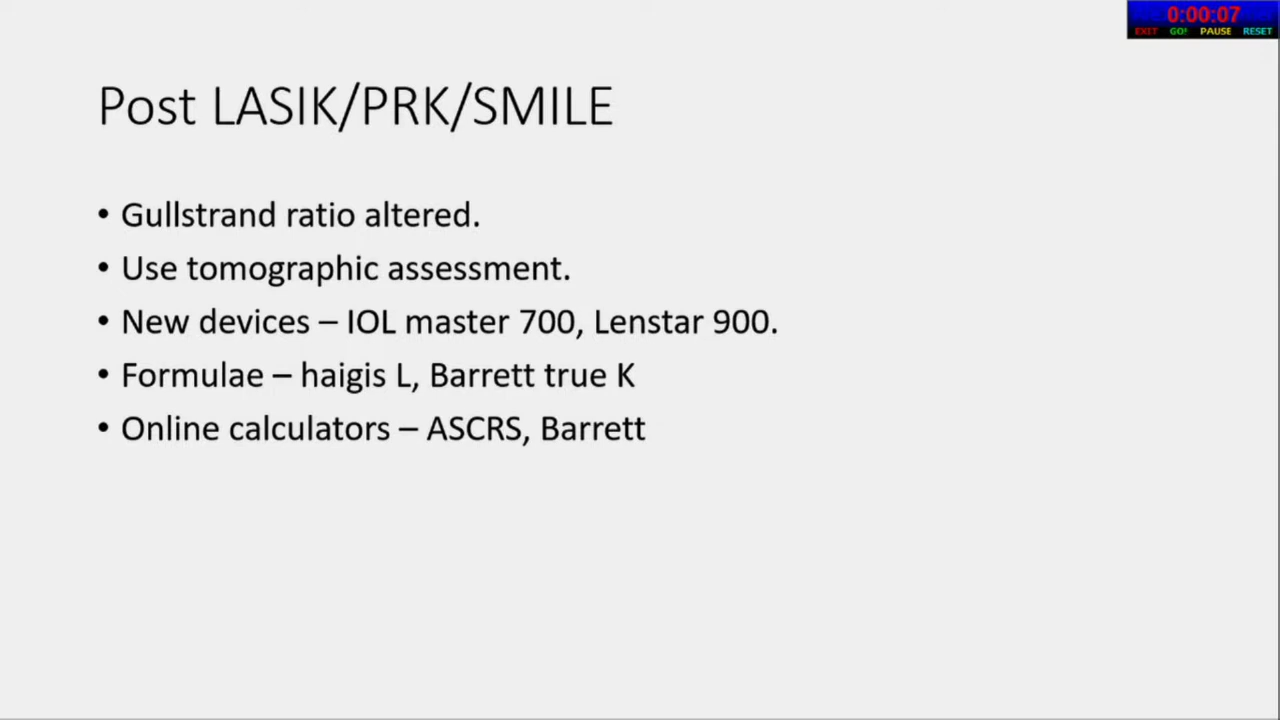 0:00:07
EXIT GO! PAUSE RESET
Post LASIK/PRK/SMILE
• Gullstrand ratio altered.
• Use tomographic assessment.
• New devices – IOL master 700, Lenstar 900.
• Formulae – haigis L, Barrett true K
• Online calculators – ASCRS, Barrett